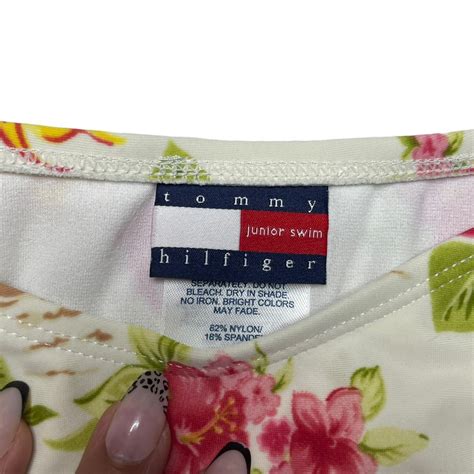 tommy
junior swim
hilfiger
SEPARATELY. DO NOT
BLEACH. DRY IN SHADE.
NO IRON. BRIGHT COLORS
MAY FADE.
82% NYLON/
18% SPANDEX